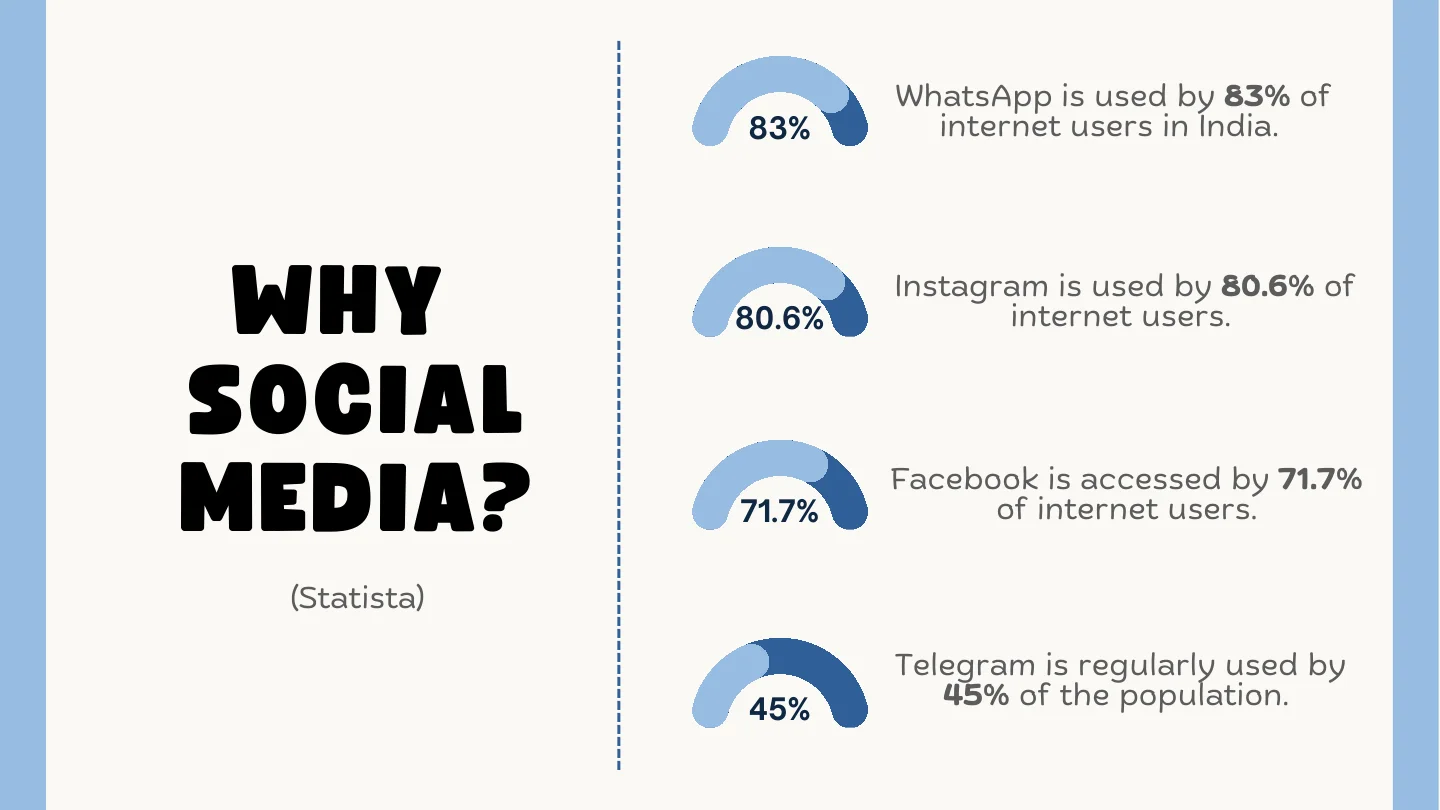 WHY
SOCIAL
MEDIA?
(Statista)
83%
WhatsApp is used by 83% of
internet users in India.
80.6%
Instagram is used by 80.6% of
internet users.
71.7%
Facebook is accessed by 71.7%
of internet users.
45%
Telegram is regularly used by
45% of the population.